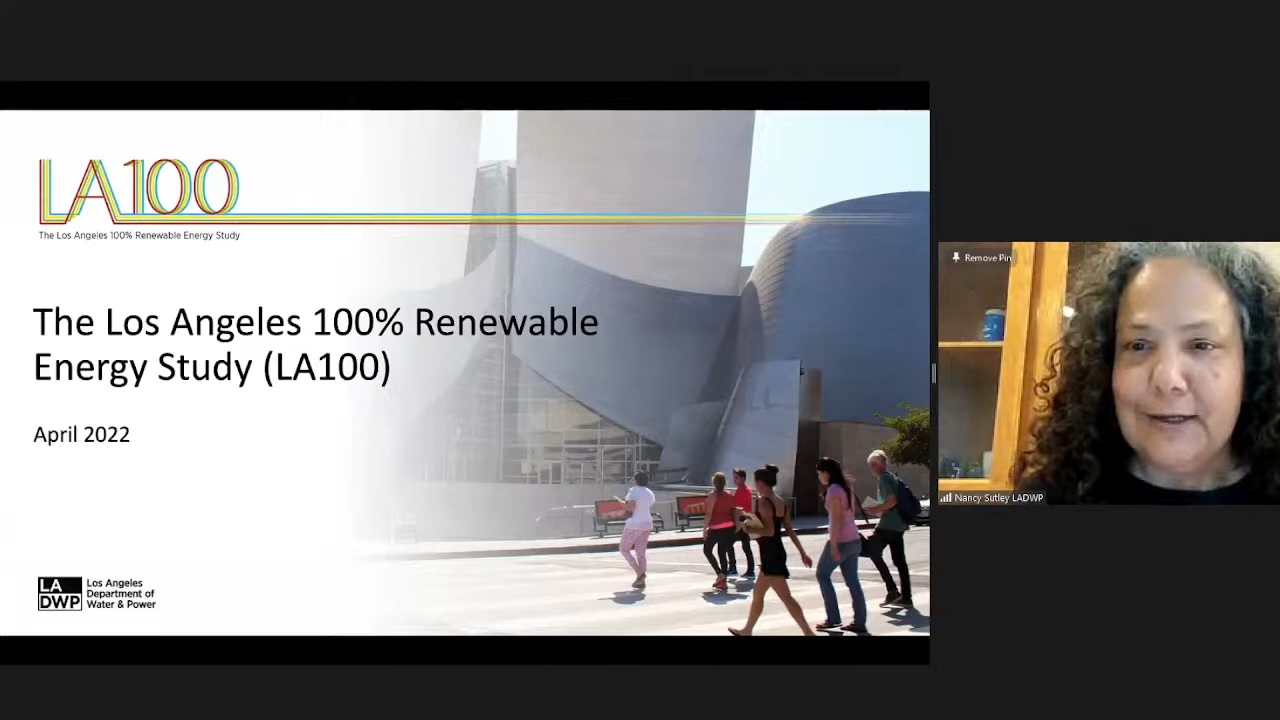 LA100
The Los Angeles 100% Renewable Energy Study
The Los Angeles 100% Renewable
Energy Study (LA100)
April 2022
LA
DWP
Los Angeles
Department of
Water & Power
Remove Pin
Nancy Sutley LADWP